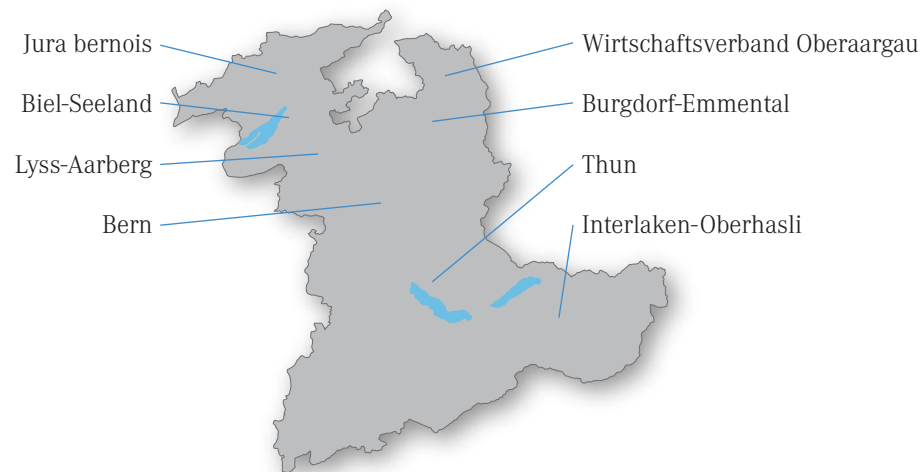 Jura bernois
Biel-Seeland
Lyss-Aarberg
Bern
Wirtschaftsverband Oberaargau
Burgdorf-Emmental
Thun
Interlaken-Oberhasli